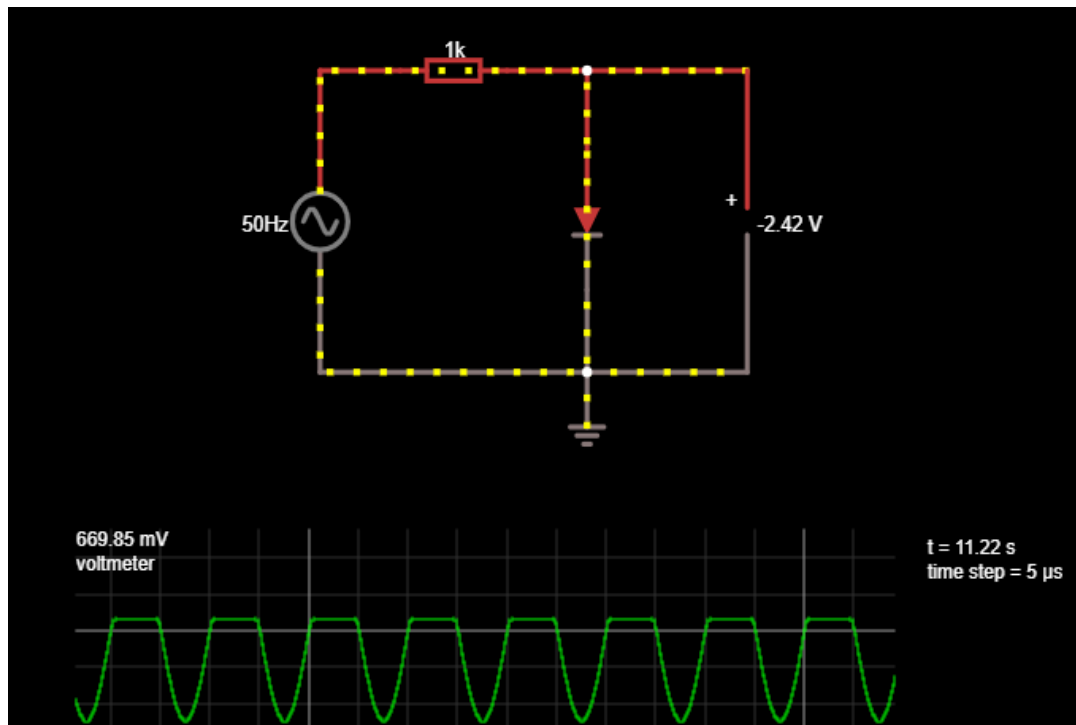 1k
50Hz
+
-2.42 V
669.85 mV
voltmeter
t = 11.22 s
time step = 5 µs